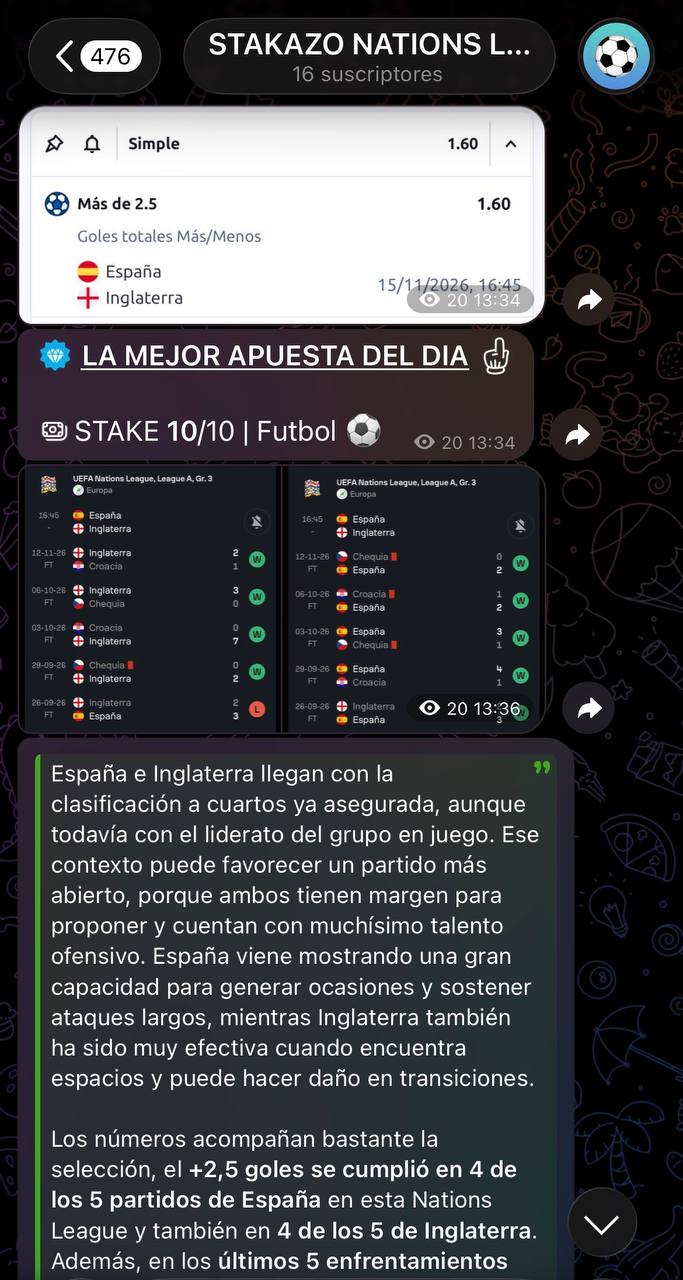 476
STAKAZO NATIONS L...
16 suscriptores
Simple 1.60
Más de 2.5 1.60
Goles totales Más/Menos
España
Inglaterra
15/11/2026, 16:45
20 13:34
LA MEJOR APUESTA DEL DIA
STAKE 10/10 | Futbol
20 13:34
UEFA Nations League, League A, Gr. 3
Europa
16:45 España
- Inglaterra
12-11-26 Inglaterra 2
FT Croacia 1
W
06-10-26 Inglaterra 3
FT Chequia 0
W
03-10-26 Croacia 0
FT Inglaterra 7
W
29-09-26 Chequia 0
FT Inglaterra 2
W
26-09-26 Inglaterra 2
FT España 3
L
UEFA Nations League, League A, Gr. 3
Europa
16:45 España
- Inglaterra
12-11-26 Chequia 0
FT España 2
W
06-10-26 Croacia 1
FT España 2
W
03-10-26 España 3
FT Chequia 1
W
29-09-26 España 4
FT Croacia 1
W
26-09-26 Inglaterra
FT España 3
20 13:36
España e Inglaterra llegan con la
clasificación a cuartos ya asegurada, aunque
todavía con el liderato del grupo en juego. Ese
contexto puede favorecer un partido más
abierto, porque ambos tienen margen para
proponer y cuentan con muchísimo talento
ofensivo. España viene mostrando una gran
capacidad para generar ocasiones y sostener
ataques largos, mientras Inglaterra también
ha sido muy efectiva cuando encuentra
espacios y puede hacer daño en transiciones.
Los números acompañan bastante la
selección, el +2,5 goles se cumplió en 4 de
los 5 partidos de España en esta Nations
League y también en 4 de los 5 de Inglaterra.
Además, en los últimos 5 enfrentamientos